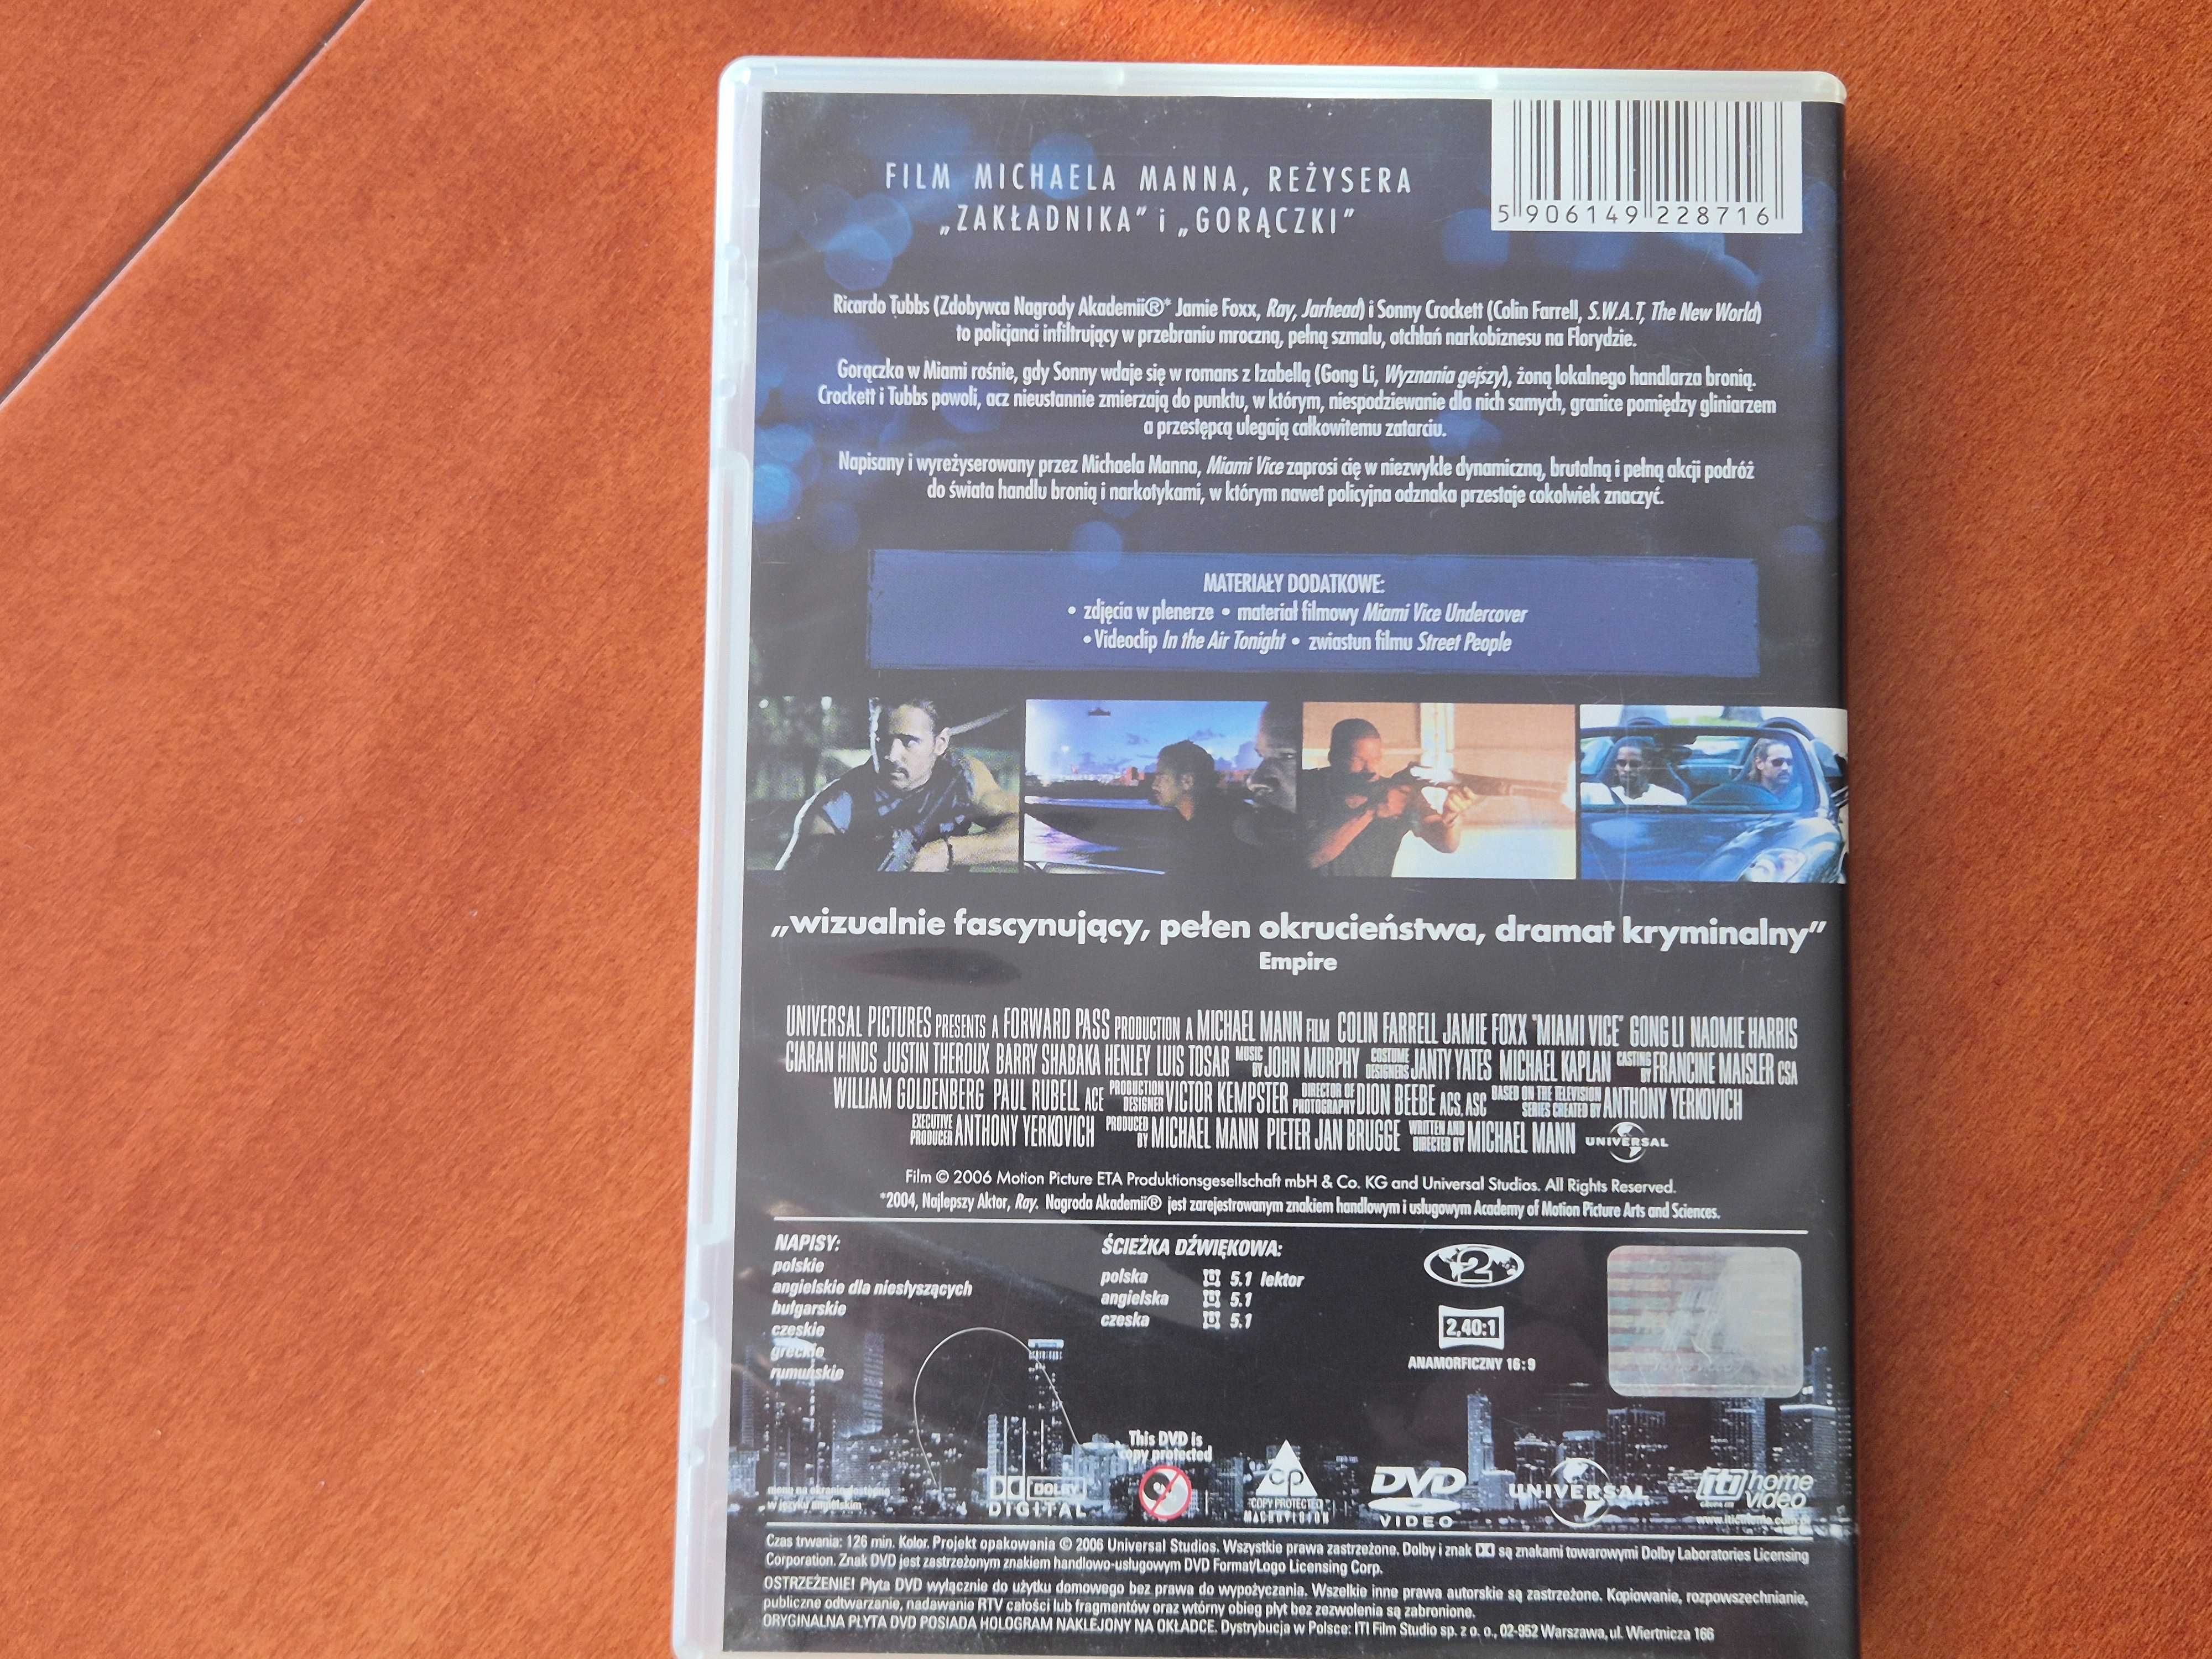 FILM MICHAELA MANNA, REŻYSERA
„ZAKŁADNIKA” i „GORĄCZKI”
5 906149 228716
Ricardo Tubbs (Zdobywca Nagrody Akademii®* Jamie Foxx, Ray, Jarhead) i Sonny Crockett (Colin Farrell, S.W.A.T, The New World)
to policjanci infiltrujący w przebraniu mroczną, pełną szmalu, otchłań narkobiznesu na Florydzie.
Gorączka w Miami rośnie, gdy Sonny wdaje się w romans z Izabellą (Gong Li, Wyznania gejszy), żoną lokalnego handlarza bronią.
Crockett i Tubbs powoli, acz nieustannie zmierzają do punktu, w którym, niespodziewanie dla nich samych, granice pomiędzy gliniarzem
a przestępcą ulegają całkowitemu zatarciu.
Napisany i wyreżyserowany przez Michaela Manna, Miami Vice zaprosi cię w niezwykle dynamiczną, brutalną i pełną akcji podróż
do świata handlu bronią i narkotykami, w którym nawet policyjna odznaka przestaje cokolwiek znaczyć.
MATERIAŁY DODATKOWE:
• zdjęcia w plenerze • materiał filmowy Miami Vice Undercover
• Videoclip In the Air Tonight • zwiastun filmu Street People
„wizualnie fascynujący, pełen okrucieństwa, dramat kryminalny”
Empire
UNIVERSAL PICTURES PRESENTS A FORWARD PASS PRODUCTION A MICHAEL MANN FILM COLIN FARRELL JAMIE FOXX "MIAMI VICE" GONG LI NAOMIE HARRIS
CIARAN HINDS JUSTIN THEROUX BARRY SHABAKA HENLEY LUIS TOSAR MUSIC BY JOHN MURPHY COSTUME DESIGNERS JANTY YATES MICHAEL KAPLAN CASTING BY FRANCINE MAISLER CSA
WILLIAM GOLDENBERG PAUL RUBELL ACE PRODUCTION DESIGNER VICTOR KEMPSTER DIRECTOR OF PHOTOGRAPHY DION BEEBE ACS, ASC BASED ON THE TELEVISION SERIES CREATED BY ANTHONY YERKOVICH
EXECUTIVE PRODUCER ANTHONY YERKOVICH PRODUCED BY MICHAEL MANN PIETER JAN BRUGGE WRITTEN AND DIRECTED BY MICHAEL MANN UNIVERSAL
Film © 2006 Motion Picture ETA Produktionsgesellschaft mbH & Co. KG and Universal Studios. All Rights Reserved.
*2004, Najlepszy Aktor, Ray. Nagroda Akademii® jest zarejestrowanym znakiem handlowym i usługowym Academy of Motion Picture Arts and Sciences.
NAPISY:
polskie
angielskie dla niesłyszących
bułgarskie
czeskie
greckie
rumuńskie
ŚCIEŻKA DŹWIĘKOWA:
polska 5.1 lektor
angielska 5.1
czeska 5.1
2
2,40:1
ANAMORFICZNY 16:9
menu na ekranie dostępne
w języku angielskim
DOLBY
DIGITAL
This DVD is
copy protected
cp
COPY PROTECTED
MACROVISION
DVD
VIDEO
UNIVERSAL
iti home
video
Czas trwania: 126 min. Kolor. Projekt opakowania © 2006 Universal Studios. Wszystkie prawa zastrzeżone. Dolby i znak są znakami towarowymi Dolby Laboratories Licensing
Corporation. Znak DVD jest zastrzeżonym znakiem handlowo-usługowym DVD Format/Logo Licensing Corp.
OSTRZEŻENIE! Płyta DVD wyłącznie do użytku domowego bez prawa do wypożyczania. Wszelkie inne prawa autorskie są zastrzeżone. Kopiowanie, rozpowszechnianie,
publiczne odtwarzanie, nadawanie RTV całości lub fragmentów oraz wtórny obieg płyt bez zezwolenia są zabronione.
ORYGINALNA PŁYTA DVD POSIADA HOLOGRAM NAKLEJONY NA OKŁADCE. Dystrybucja w Polsce: ITI Film Studio sp. z o. o., 02-952 Warszawa, ul. Wiertnicza 166